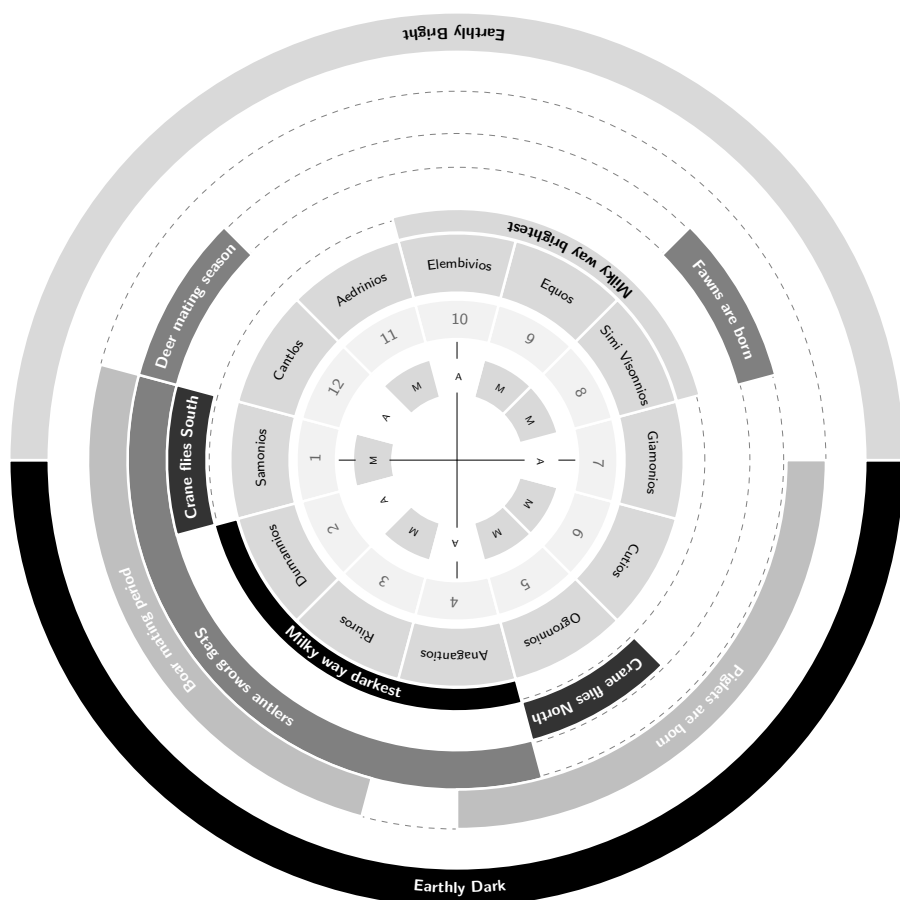 Earthly Bright
Milky way brightest
Deer mating season
Fawns are born
Elembivios
Aedrinios
Equos
Cantlos
Simi Visonnios
Samonios
Giamonios
Dumannios
Cutios
Riuros
Ogronnios
Anagantios
10
11
9
12
8
1
7
2
6
3
5
4
A
M
M
A
M
M
A
A
M
M
M
A
Crane flies South
Boar mating period
Stag grows antlers
Milky way darkest
Crane flies North
Piglets are born
Earthly Dark